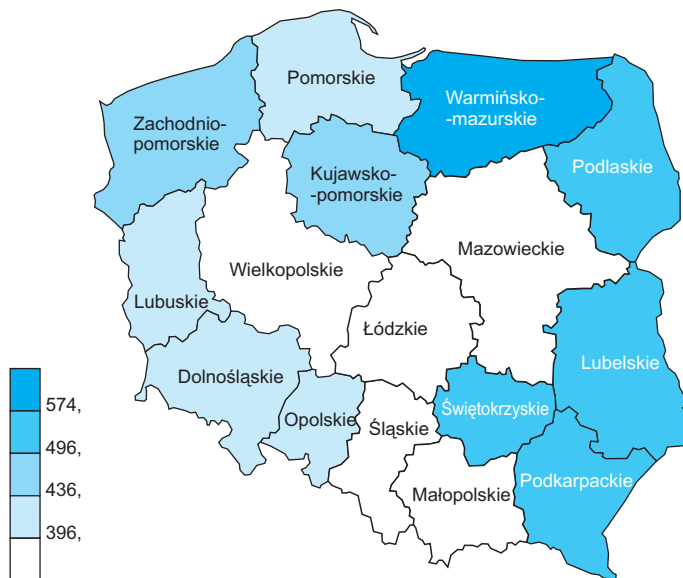 Pomorskie
Warmińsko-
-mazurskie
Zachodnio-
pomorskie
Kujawsko-
-pomorskie
Podlaskie
Mazowieckie
Wielkopolskie
Lubuskie
Łódzkie
Lubelskie
Dolnośląskie
Opolskie
Śląskie
Świętokrzyskie
Małopolskie
Podkarpackie
574,
496,
436,
396,